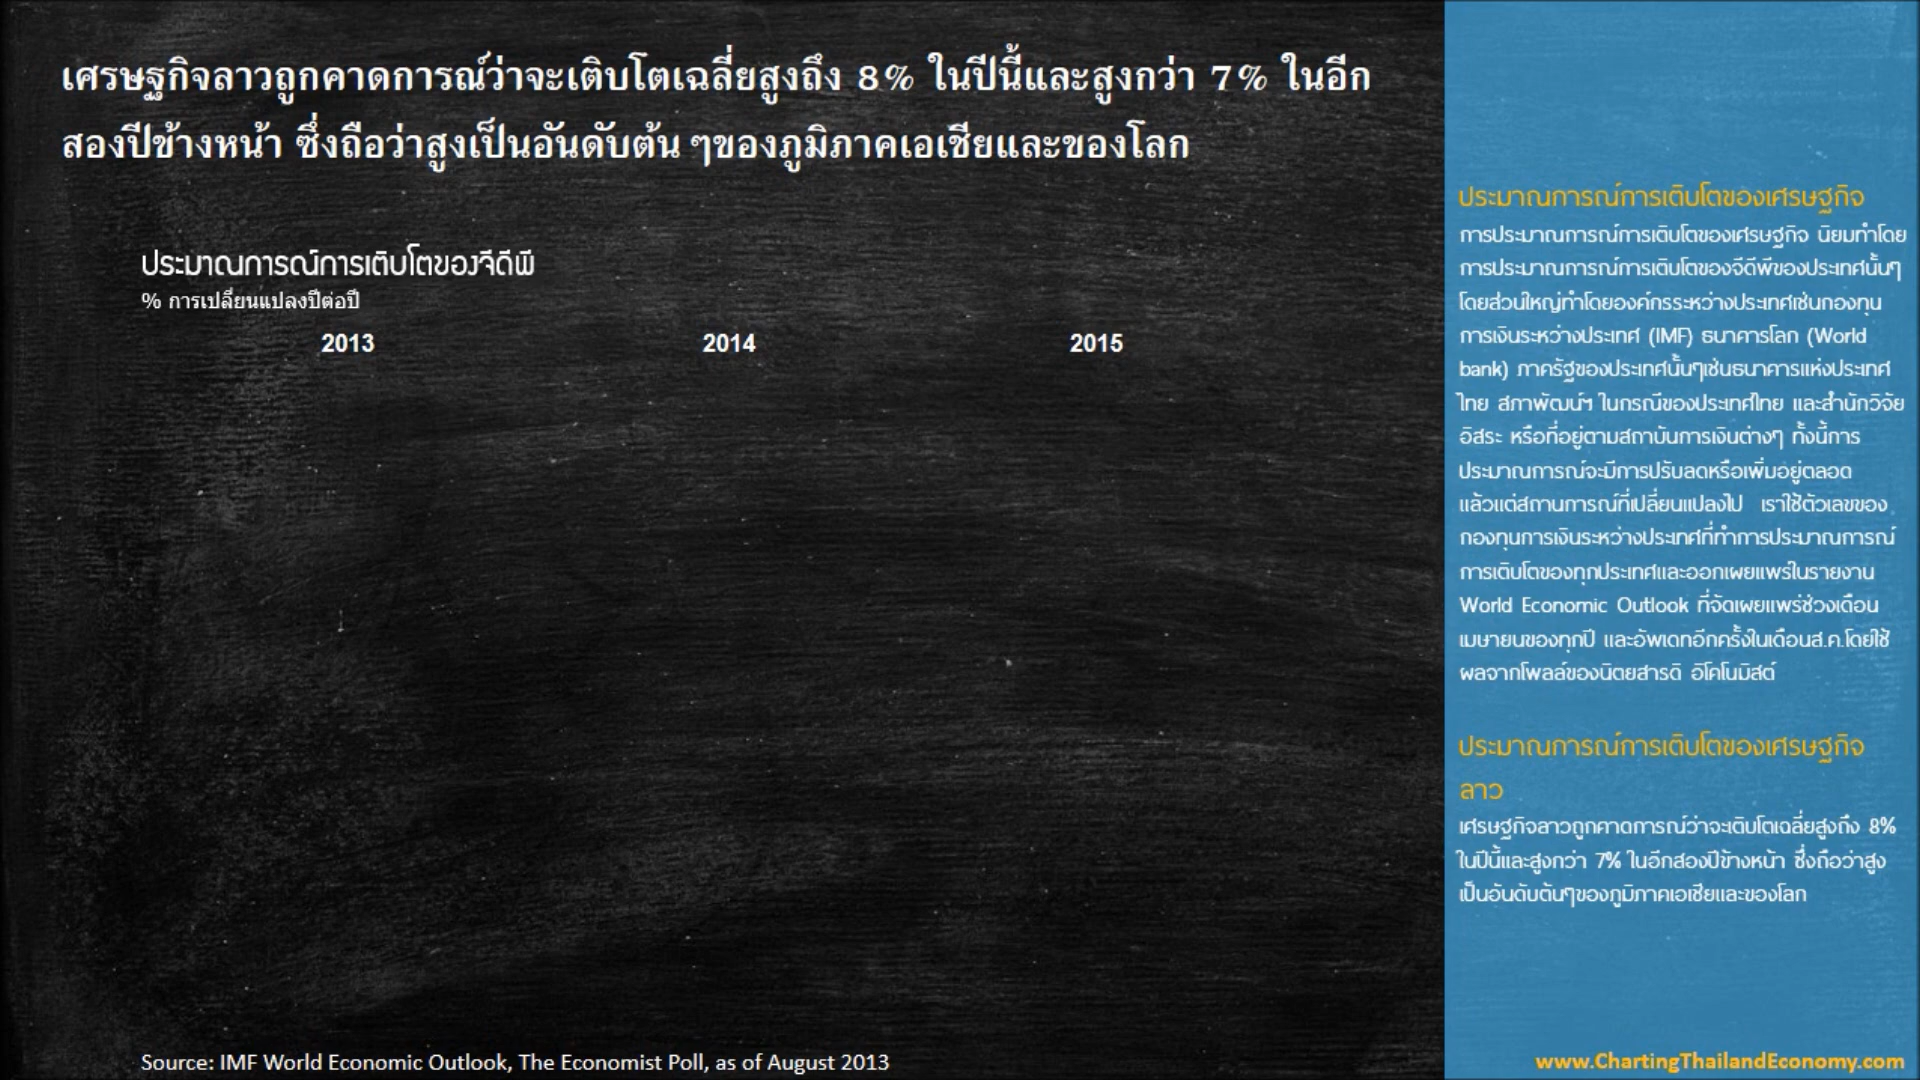 เศรษฐกิจลาวถูกคาดการณ์ว่าจะเติบโตเฉลี่ยสูงถึง 8% ในปีนี้และสูงกว่า 7% ในอีก
สองปีข้างหน้า ซึ่งถือว่าสูงเป็นอันดับต้น ๆของภูมิภาคเอเชียและของโลก
ประมาณการณ์การเติบโตของจีดีพี
% การเปลี่ยนแปลงปีต่อปี
2013 2014 2015
Source: IMF World Economic Outlook, The Economist Poll, as of August 2013
ประมาณการณ์การเติบโตของเศรษฐกิจ
การประมาณการณ์การเติบโตของเศรษฐกิจ นิยมทำโดย
การประมาณการณ์การเติบโตของจีดีพีของประเทศนั้นๆ
โดยส่วนใหญ่ทำโดยองค์กรระหว่างประเทศเช่นกองทุน
การเงินระหว่างประเทศ (IMF) ธนาคารโลก (World
bank) ภาครัฐของประเทศนั้นๆเช่นธนาคารแห่งประเทศ
ไทย สภาพัฒน์ฯ ในกรณีของประเทศไทย และสำนักวิจัย
อิสระ หรือที่อยู่ตามสถาบันการเงินต่างๆ ทั้งนี้การ
ประมาณการณ์จะมีการปรับลดหรือเพิ่มอยู่ตลอด
แล้วแต่สถานการณ์ที่เปลี่ยนแปลงไป เราใช้ตัวเลขของ
กองทุนการเงินระหว่างประเทศที่ทำการประมาณการณ์
การเติบโตของทุกประเทศและออกเผยแพร่ในรายงาน
World Economic Outlook ที่จัดเผยแพร่ช่วงเดือน
เมษายนของทุกปี และอัพเดทอีกครั้งในเดือนส.ค.โดยใช้
ผลจากโพลล์ของนิตยสารดิ อิโคโนมิสต์
ประมาณการณ์การเติบโตของเศรษฐกิจ
ลาว
เศรษฐกิจลาวถูกคาดการณ์ว่าจะเติบโตเฉลี่ยสูงถึง 8%
ในปีนี้และสูงกว่า 7% ในอีกสองปีข้างหน้า ซึ่งถือว่าสูง
เป็นอันดับต้นๆของภูมิภาคเอเชียและของโลก
www.ChartingThailandEconomy.com